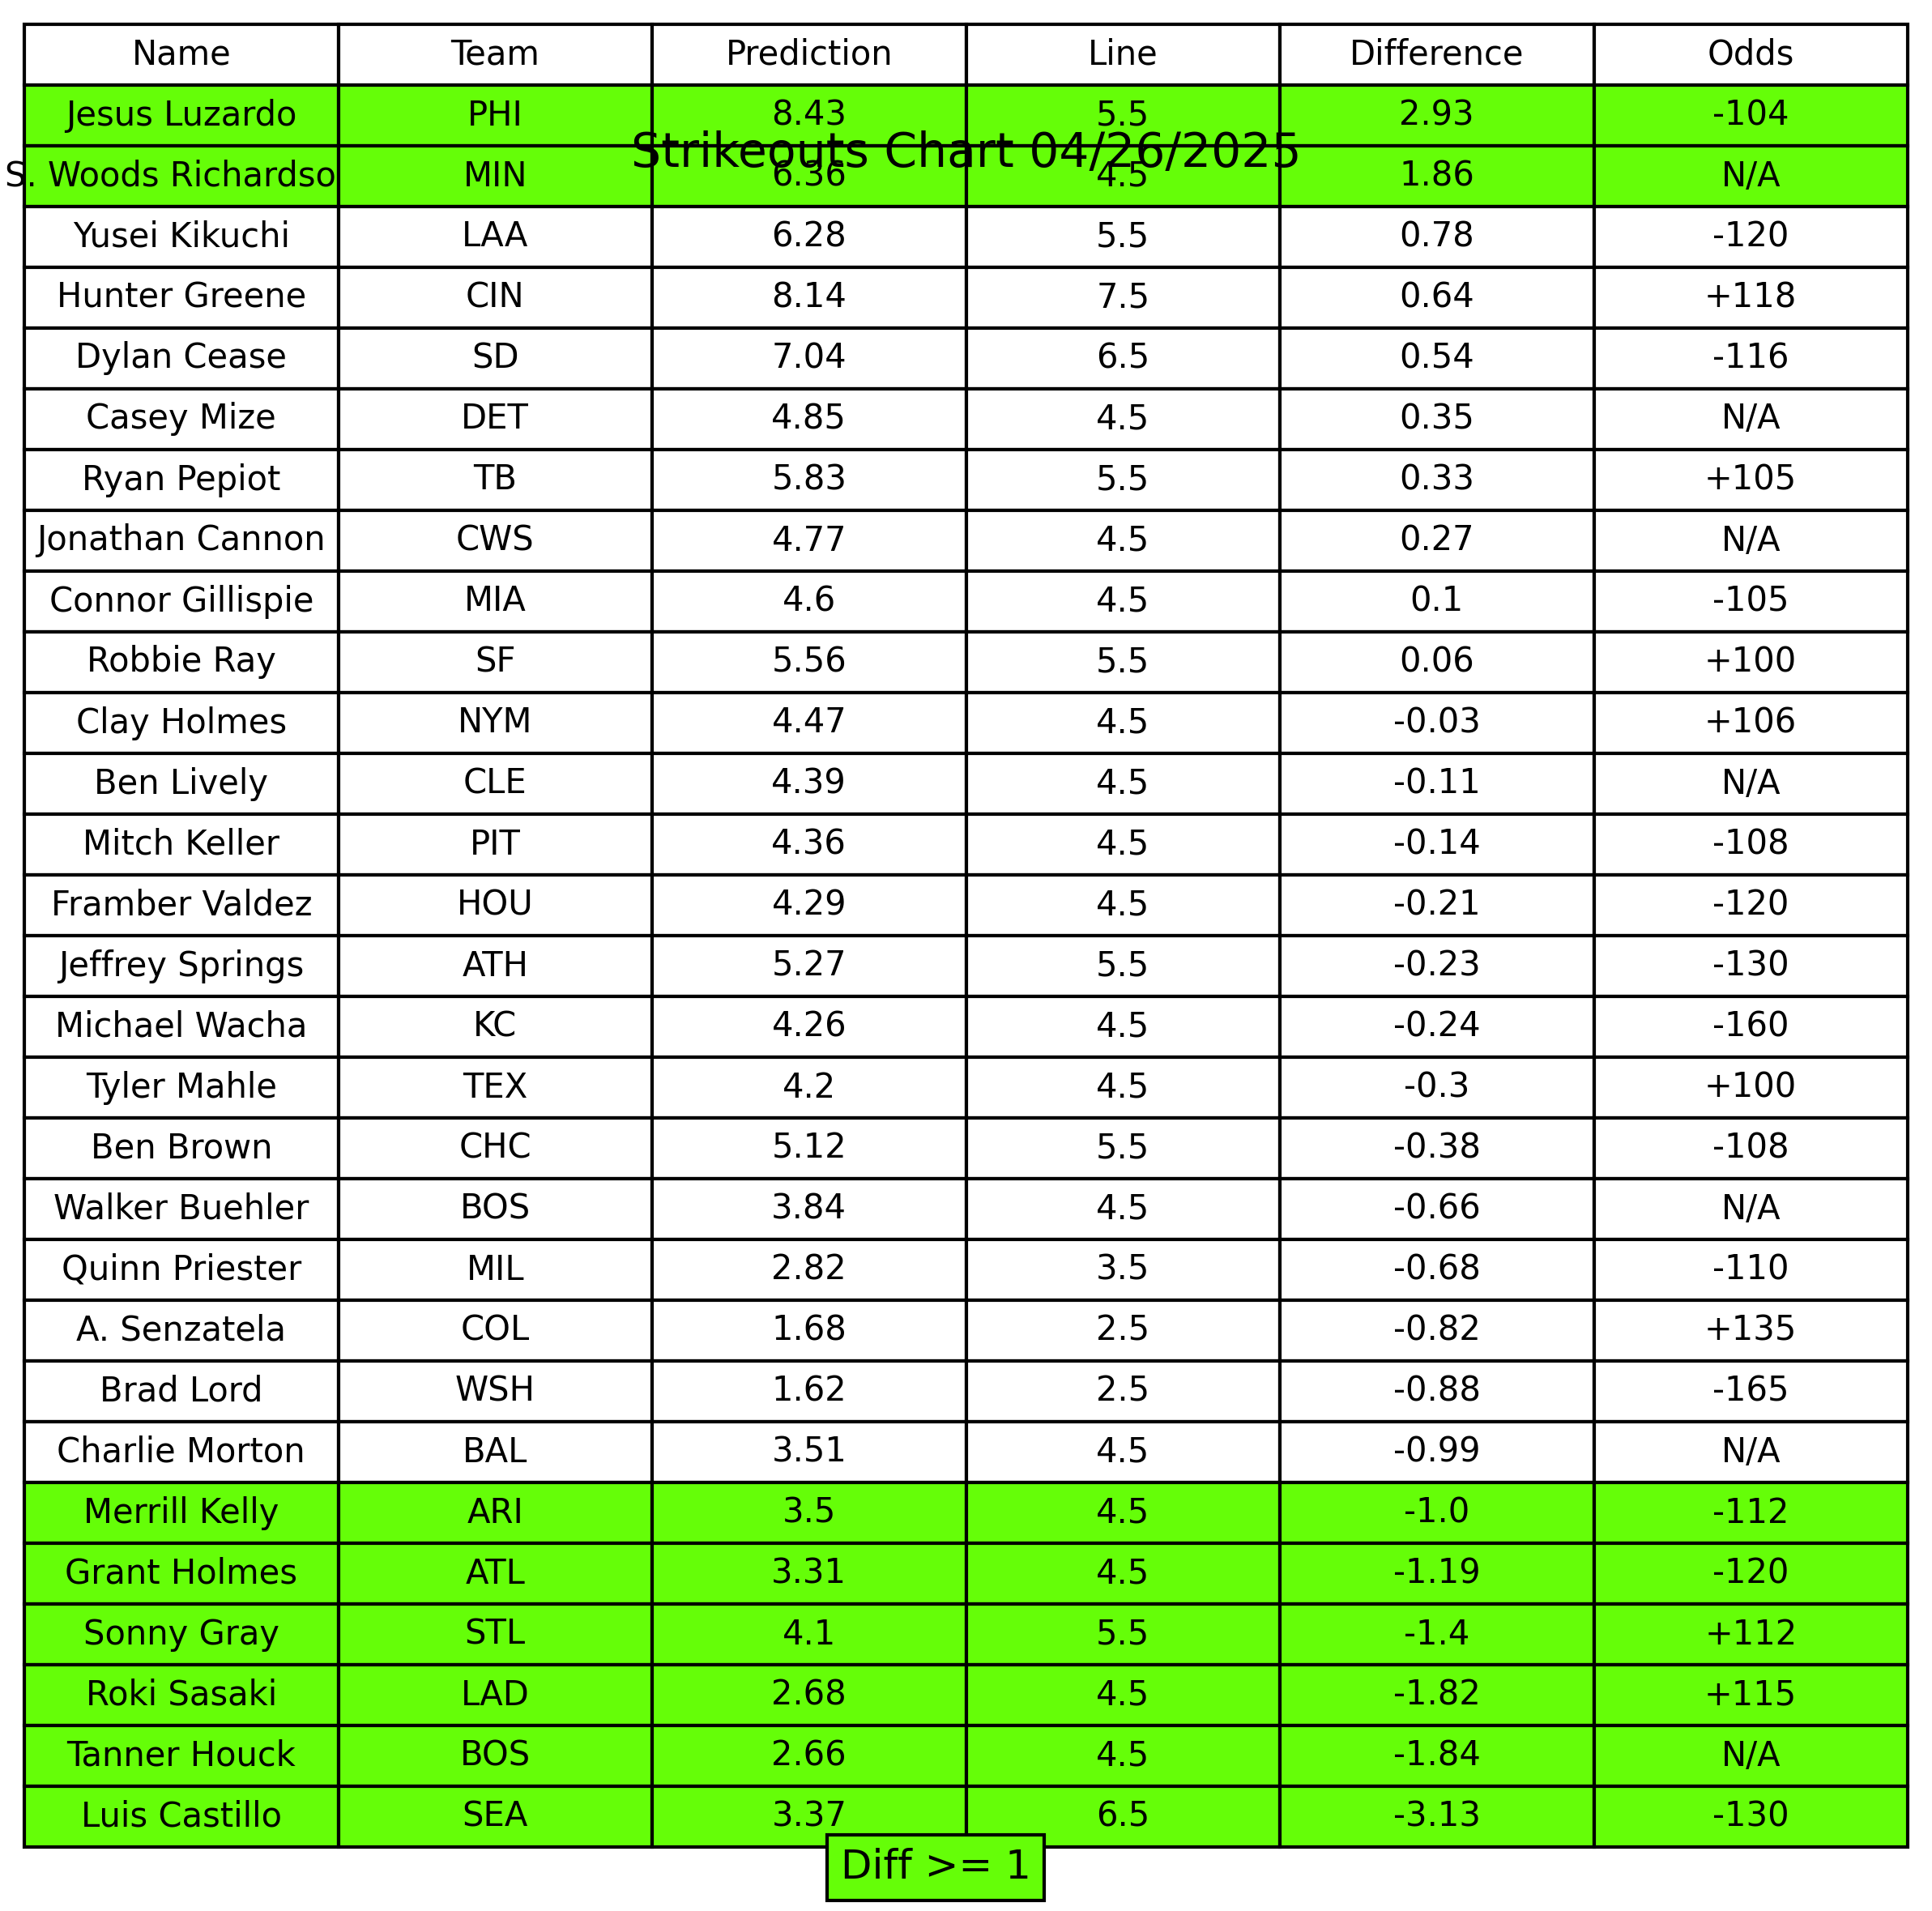 Name Team Prediction Line Difference Odds
Jesus Luzardo PHI 8.43 5.5 2.93 -104
Strikeouts Chart 04/26/2025
S. Woods Richardso MIN 6.36 4.5 1.86 N/A
Yusei Kikuchi LAA 6.28 5.5 0.78 -120
Hunter Greene CIN 8.14 7.5 0.64 +118
Dylan Cease SD 7.04 6.5 0.54 -116
Casey Mize DET 4.85 4.5 0.35 N/A
Ryan Pepiot TB 5.83 5.5 0.33 +105
Jonathan Cannon CWS 4.77 4.5 0.27 N/A
Connor Gillispie MIA 4.6 4.5 0.1 -105
Robbie Ray SF 5.56 5.5 0.06 +100
Clay Holmes NYM 4.47 4.5 -0.03 +106
Ben Lively CLE 4.39 4.5 -0.11 N/A
Mitch Keller PIT 4.36 4.5 -0.14 -108
Framber Valdez HOU 4.29 4.5 -0.21 -120
Jeffrey Springs ATH 5.27 5.5 -0.23 -130
Michael Wacha KC 4.26 4.5 -0.24 -160
Tyler Mahle TEX 4.2 4.5 -0.3 +100
Ben Brown CHC 5.12 5.5 -0.38 -108
Walker Buehler BOS 3.84 4.5 -0.66 N/A
Quinn Priester MIL 2.82 3.5 -0.68 -110
A. Senzatela COL 1.68 2.5 -0.82 +135
Brad Lord WSH 1.62 2.5 -0.88 -165
Charlie Morton BAL 3.51 4.5 -0.99 N/A
Merrill Kelly ARI 3.5 4.5 -1.0 -112
Grant Holmes ATL 3.31 4.5 -1.19 -120
Sonny Gray STL 4.1 5.5 -1.4 +112
Roki Sasaki LAD 2.68 4.5 -1.82 +115
Tanner Houck BOS 2.66 4.5 -1.84 N/A
Luis Castillo SEA 3.37 6.5 -3.13 -130
Diff >= 1